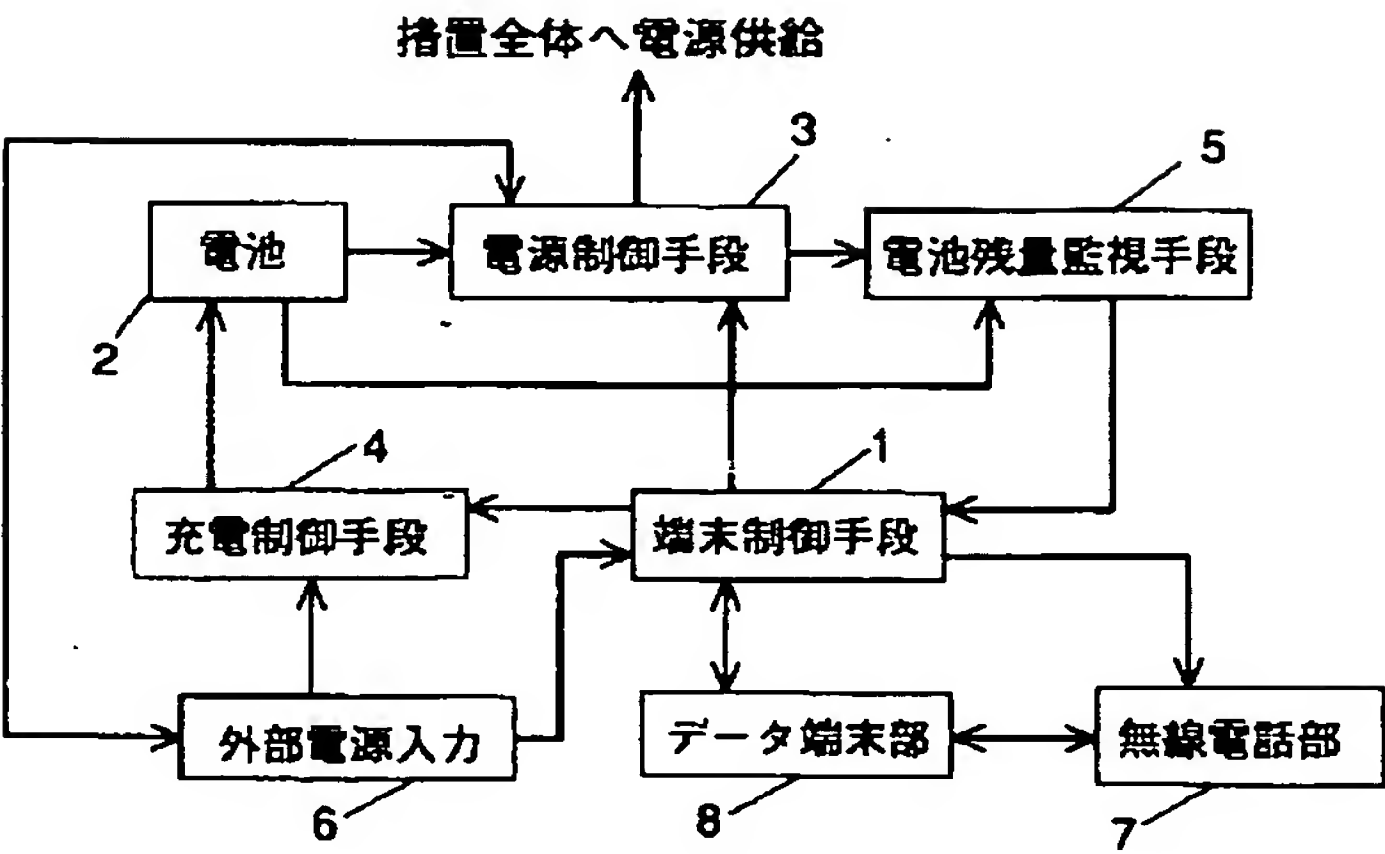 措置全体へ電源供給
3
5
電池
電源制御手段
電池残量監視手段
2
4
1
充電制御手段
端末制御手段
外部電源入力
データ端末部
無線電話部
6
8
7